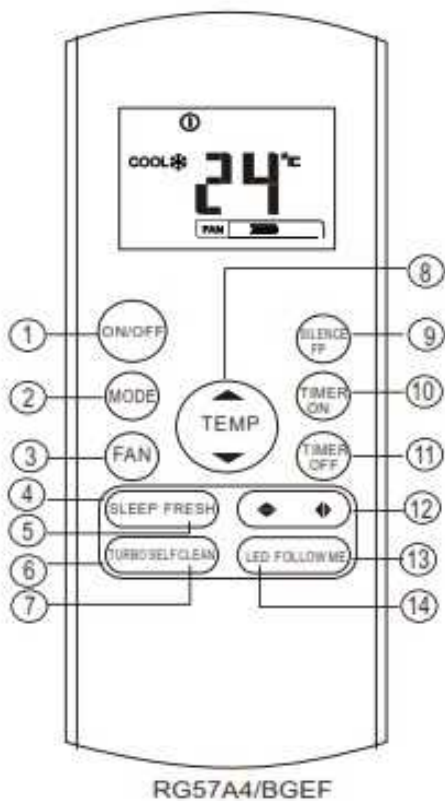 COOL 24°C
FAN
8
1 ON/OFF SILENCE FP 9
2 MODE TEMP TIMER ON 10
3 FAN TIMER OFF 11
4 SLEEP FRESH 12
5
6 TURBO SELF CLEAN LED FOLLOW ME 13
7 14
RG57A4/BGEF